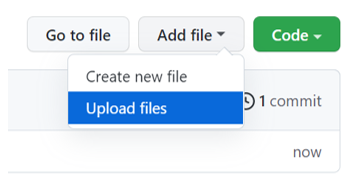 Go to file Add file Code
Create new file
Upload files
1 commit
now